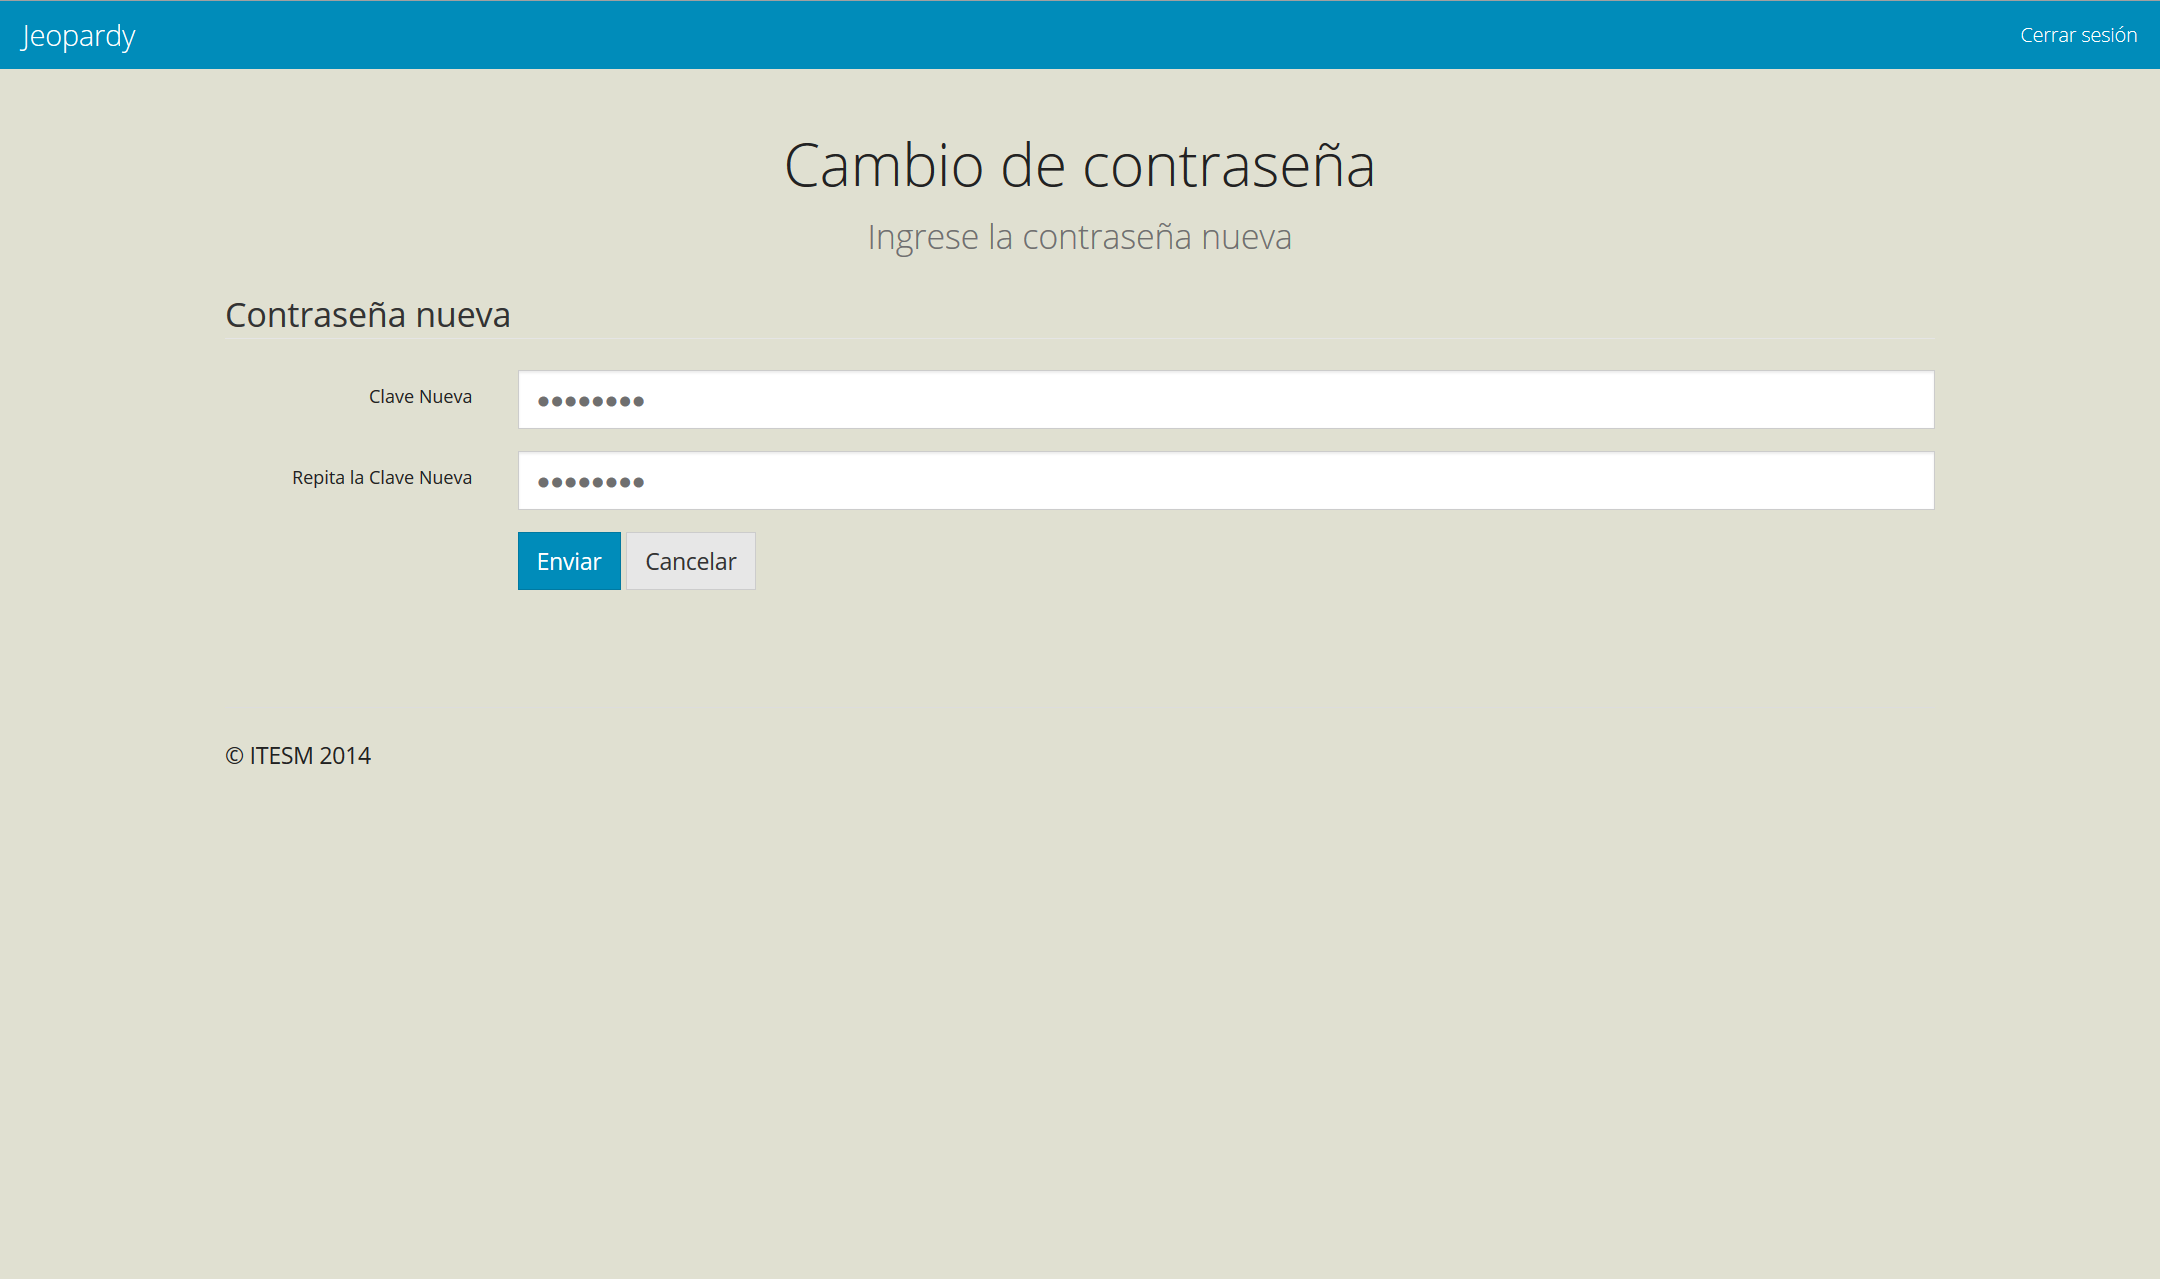 Jeopardy
Cerrar sesión
Cambio de contraseña
Ingrese la contraseña nueva
Contraseña nueva
Clave Nueva
••••••••
Repita la Clave Nueva
••••••••
Enviar Cancelar
© ITESM 2014